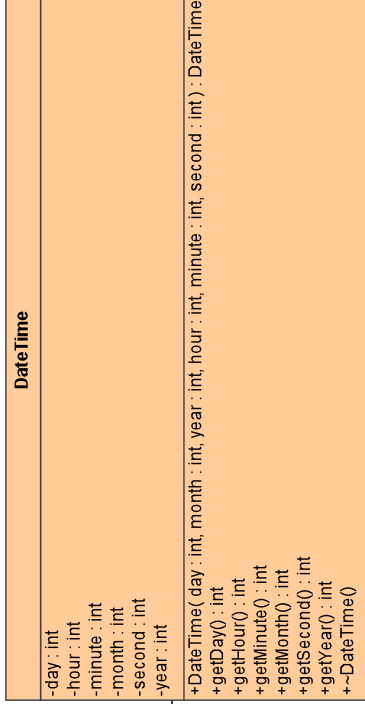 DateTime
-day : int
-hour : int
-minute : int
-month : int
-second : int
-year : int
+DateTime( day : int, month : int, year : int, hour : int, minute : int, second : int ) : DateTime
+getDay() : int
+getHour() : int
+getMinute() : int
+getMonth() : int
+getSecond() : int
+getYear() : int
+~DateTime()